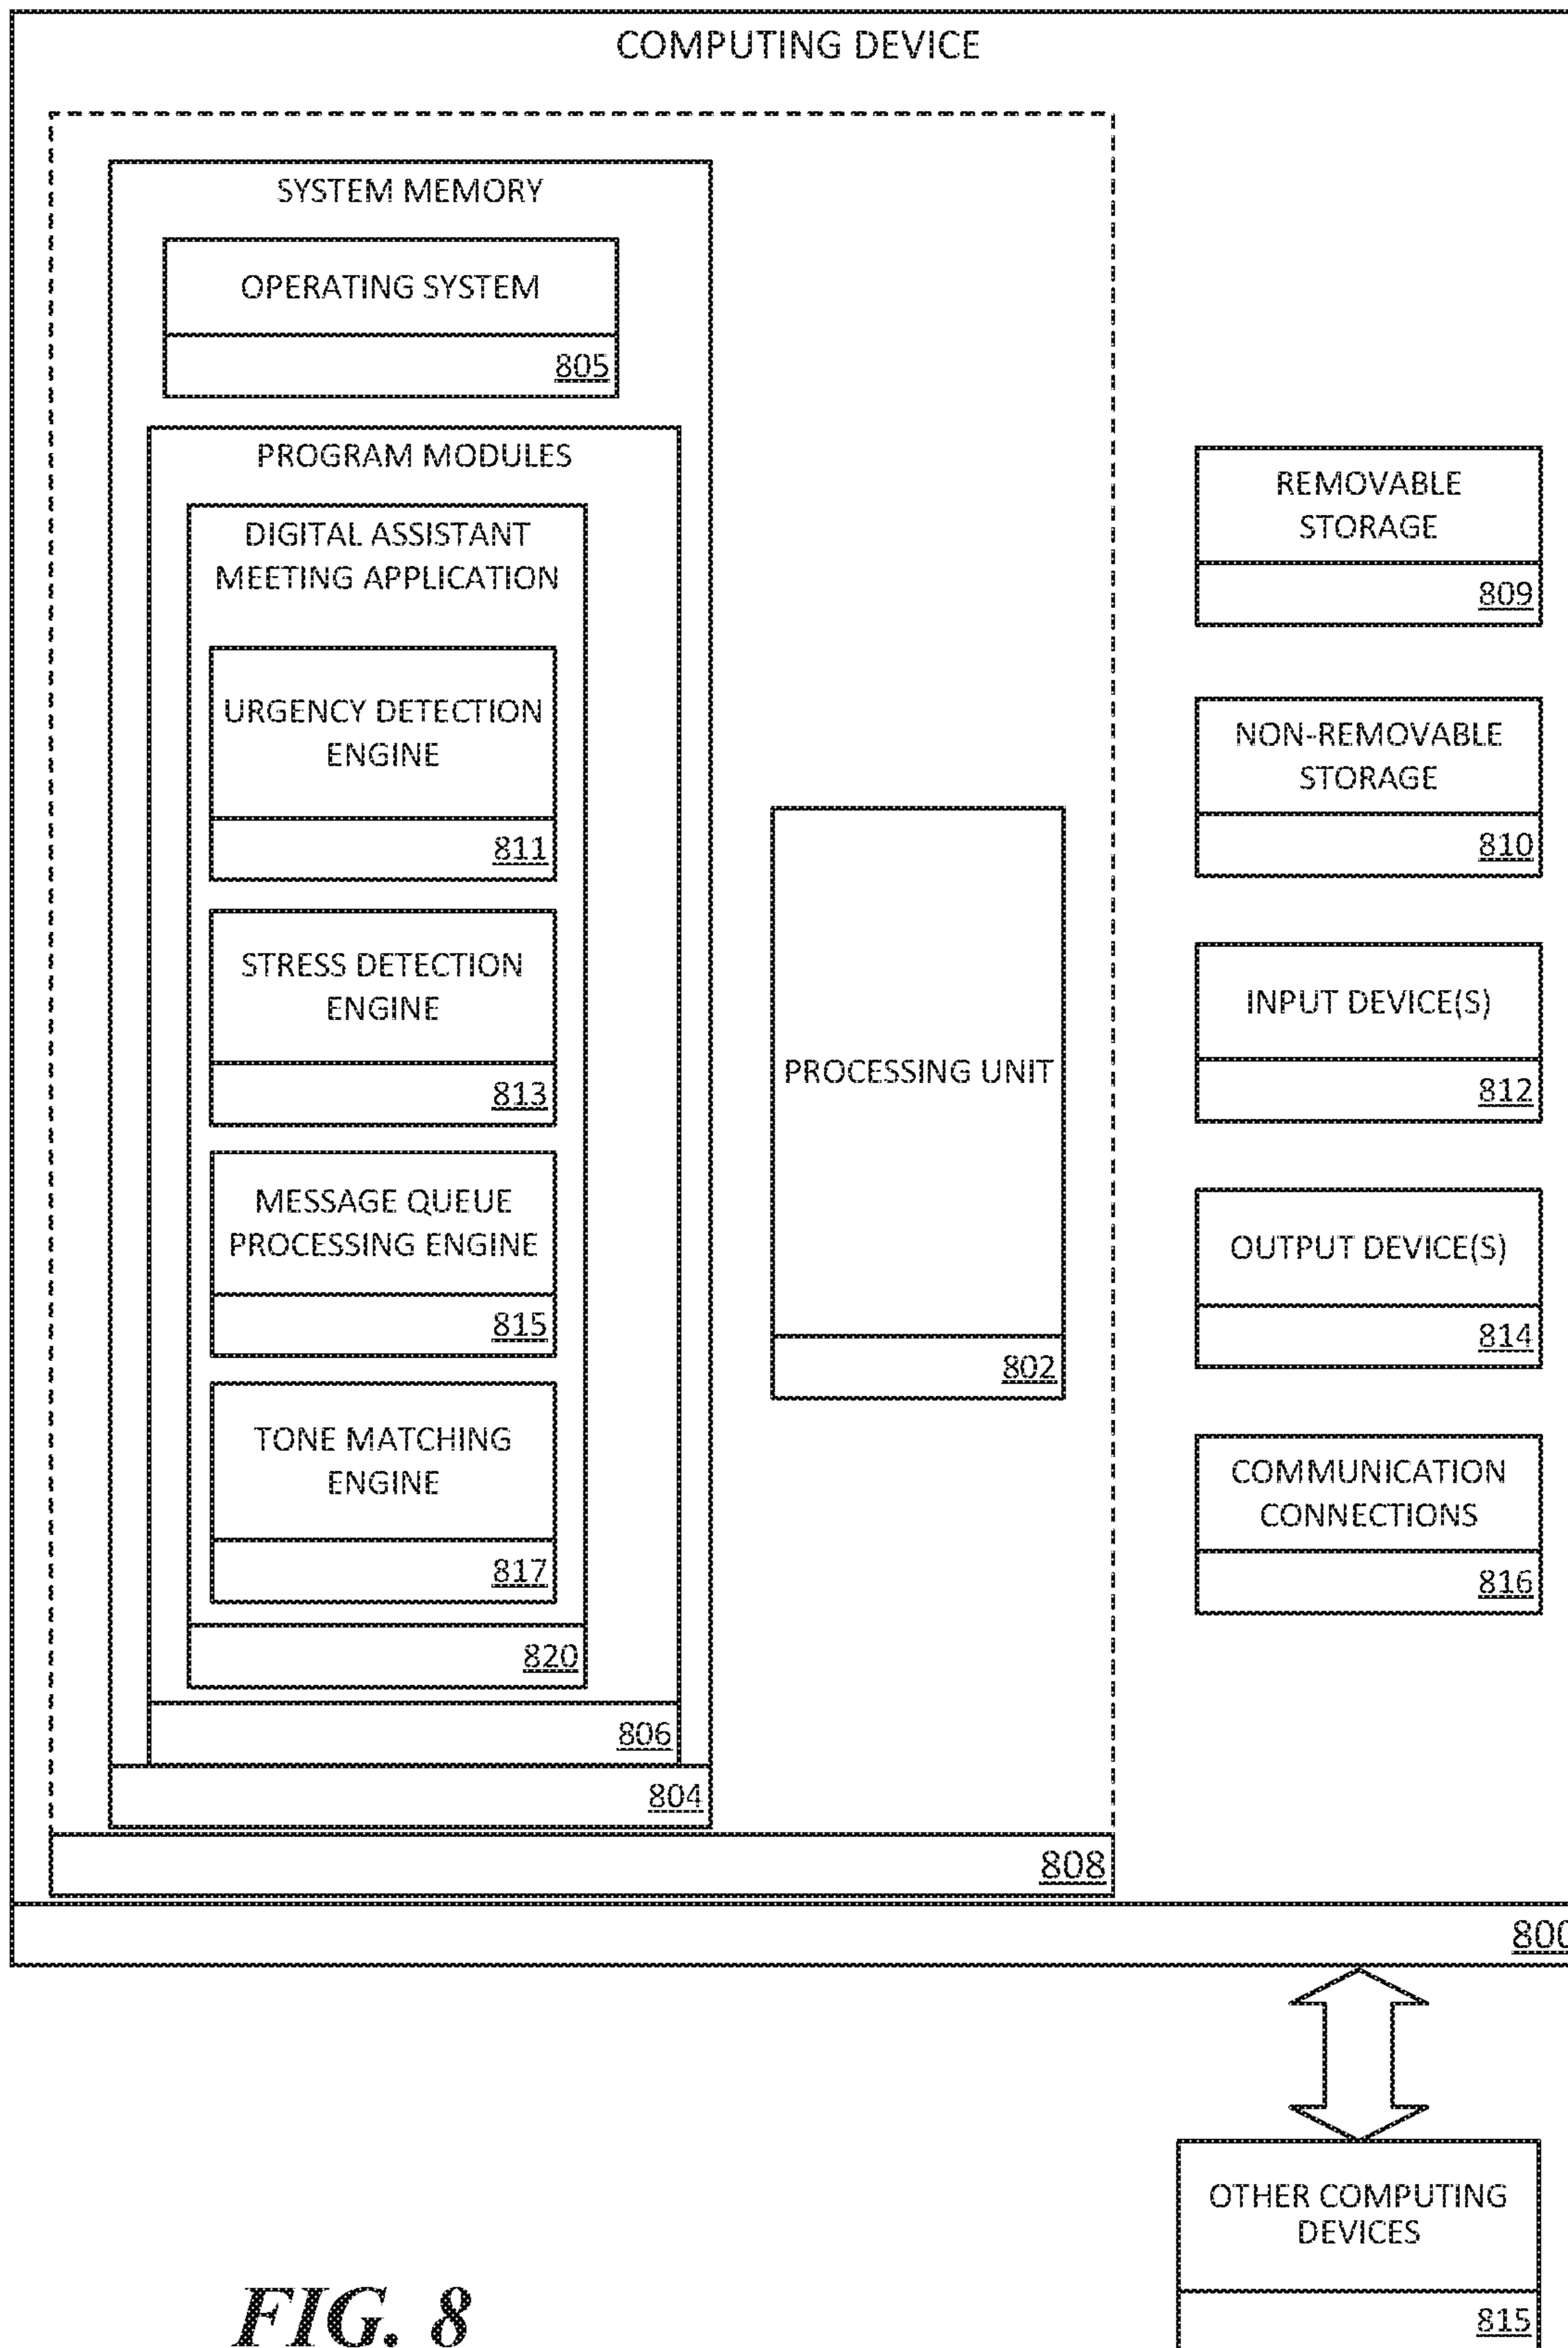 COMPUTING DEVICE
SYSTEM MEMORY
OPERATING SYSTEM
805
PROGRAM MODULES
DIGITAL ASSISTANT
MEETING APPLICATION
URGENCY DETECTION
ENGINE
811
STRESS DETECTION
ENGINE
813
MESSAGE QUEUE
PROCESSING ENGINE
815
TONE MATCHING
ENGINE
817
820
806
804
PROCESSING UNIT
802
808
REMOVABLE
STORAGE
809
NON-REMOVABLE
STORAGE
810
INPUT DEVICE(S)
812
OUTPUT DEVICE(S)
814
COMMUNICATION
CONNECTIONS
816
800
OTHER COMPUTING
DEVICES
815
FIG. 8